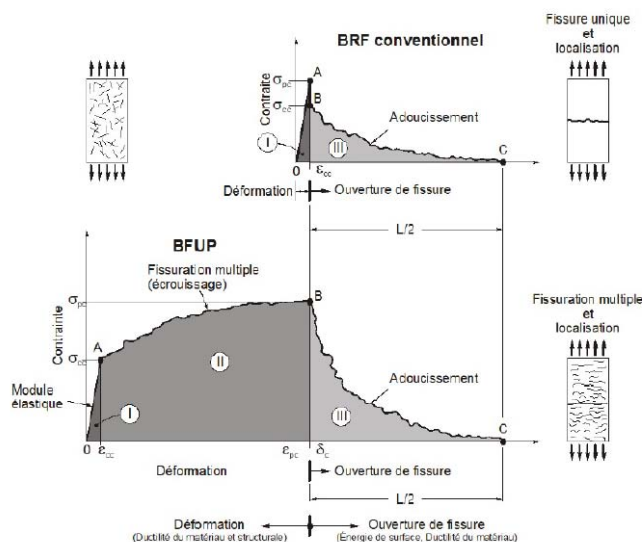 BRF conventionnel
Fissure unique
et
localisation
Contraite
σpc
σcc
A
B
Adoucissement
I
III
C
0
εcc
Déformation
Ouverture de fissure
L/2
BFUP
Fissuration multiple
(écrouissage)
Contrainte
σpc
σcc
A
B
Module
élastique
I
II
III
Adoucissement
C
Fissuration multiple
et
localisation
0
εcc
εpc
Déformation
Ouverture de fissure
L/2
Déformation
(Ductilité du matériau et structurale)
Ouverture de fissure
(Énergie de surface, Ductilité du matériau)